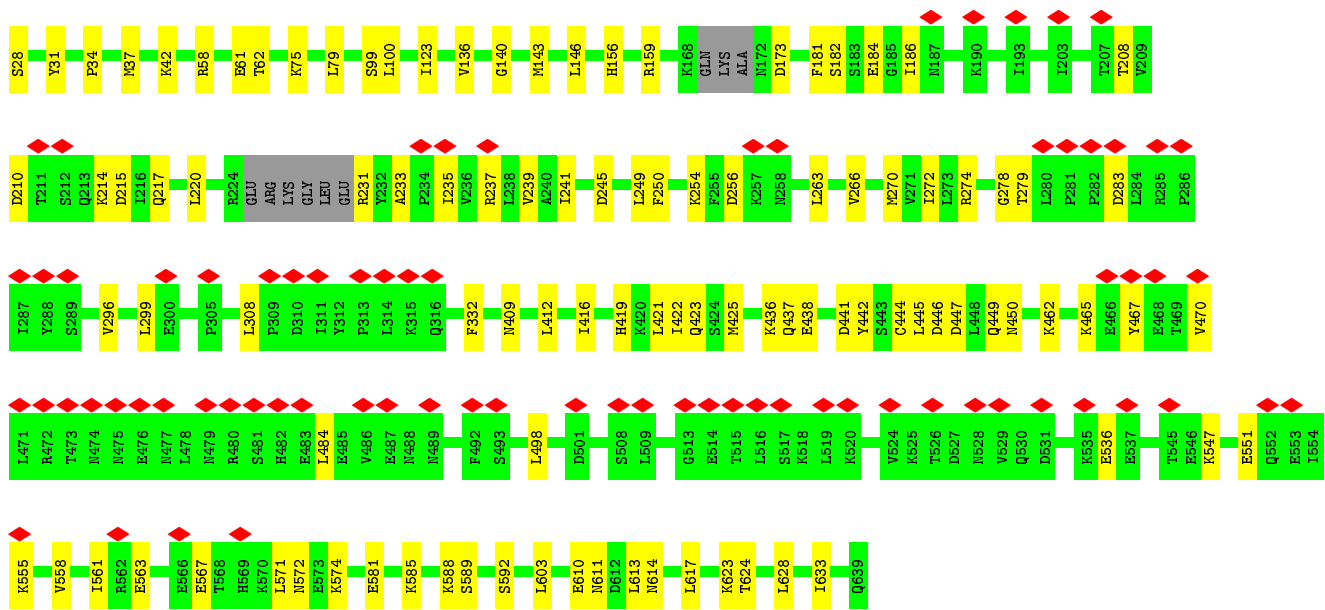 S28 Y31 P34 M37 K42 R58 E61 T62 K75 L79 S99 L100 I123 V136 G140 M143 L146 H156 R159 K168 GLN LYS ALA N172 D173 F181 S182 S183 E184 G185 I186 N187 K190 I193 I203 T207 T208 V209
D210 T211 S212 Q213 K214 D215 I216 Q217 L220 R224 GLU ARG LYS GLY LEU GLU R231 Y232 A233 P234 I235 V236 R237 L238 V239 A240 I241 D245 L249 F250 K254 F255 D256 K257 N258 L263 V266 M270 V271 I272 L273 R274 G278 T279 L280 P281 P282 D283 L284 R285 P286
I287 Y288 S289 V296 L299 E300 P305 L308 P309 D310 I311 Y312 P313 L314 K315 Q316 F332 N409 L412 I416 H419 K420 L421 I422 Q423 S424 M425 K436 Q437 E438 D441 Y442 S443 C444 L445 D446 D447 L448 Q449 N450 K462 K465 E466 Y467 E468 T469 V470
L471 R472 T473 N474 N475 E476 N477 L478 N479 R480 S481 H482 E483 L484 E485 V486 E487 N488 N489 F492 S493 L498 D501 S508 L509 G513 E514 T515 L516 S517 K518 L519 K520 V524 K525 T526 D527 N528 V529 Q530 D531 K535 E536 E537 T545 E546 K547 E551 Q552 E553 I554
K555 V558 I561 R562 E563 E566 E567 T568 H569 K570 L571 N572 E573 K574 E581 K585 K588 S589 S592 L603 E610 N611 D612 L613 N614 L617 K623 T624 L628 I633 Q639